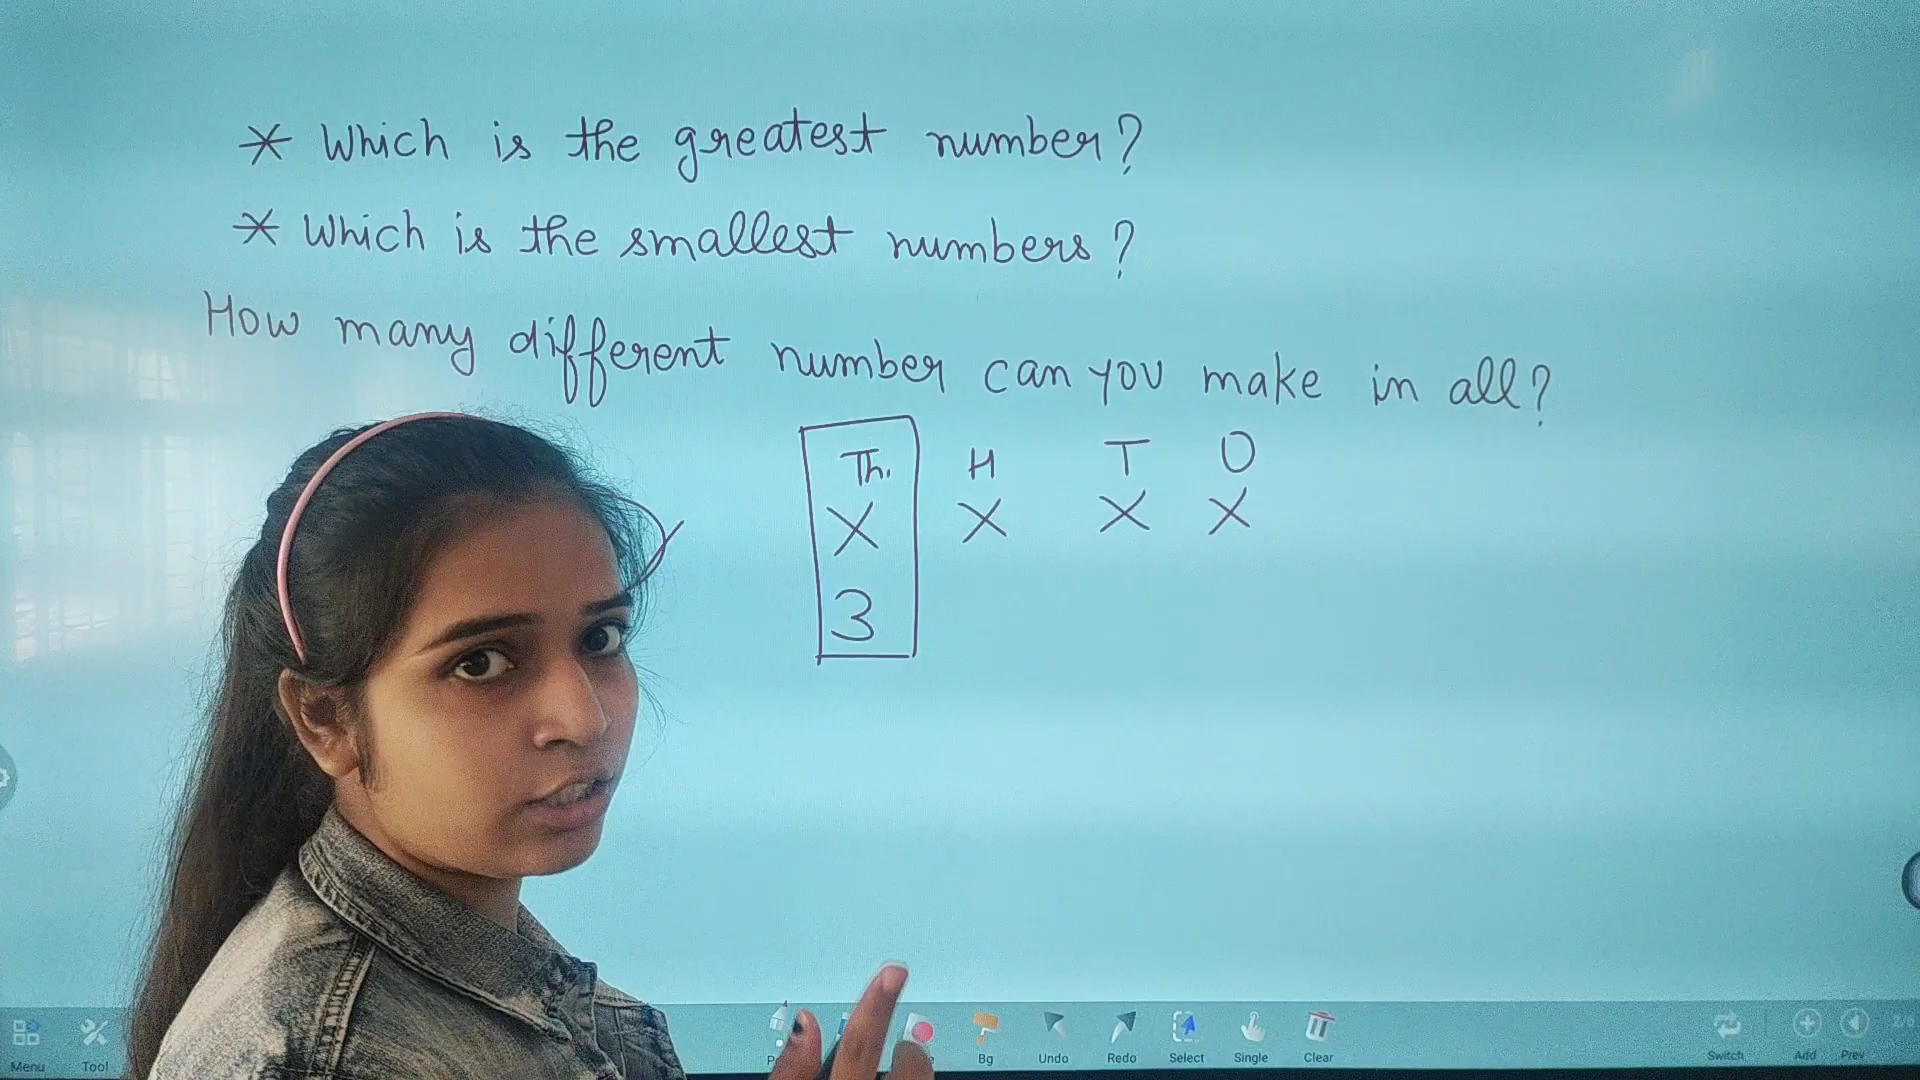 * Which is the greatest number?
* Which is the smallest numbers?
How many different number can you make in all?
Th. H T O
X X X X
3
Menu Tool Bg Undo Redo Select Single Clear Switch Add Prev